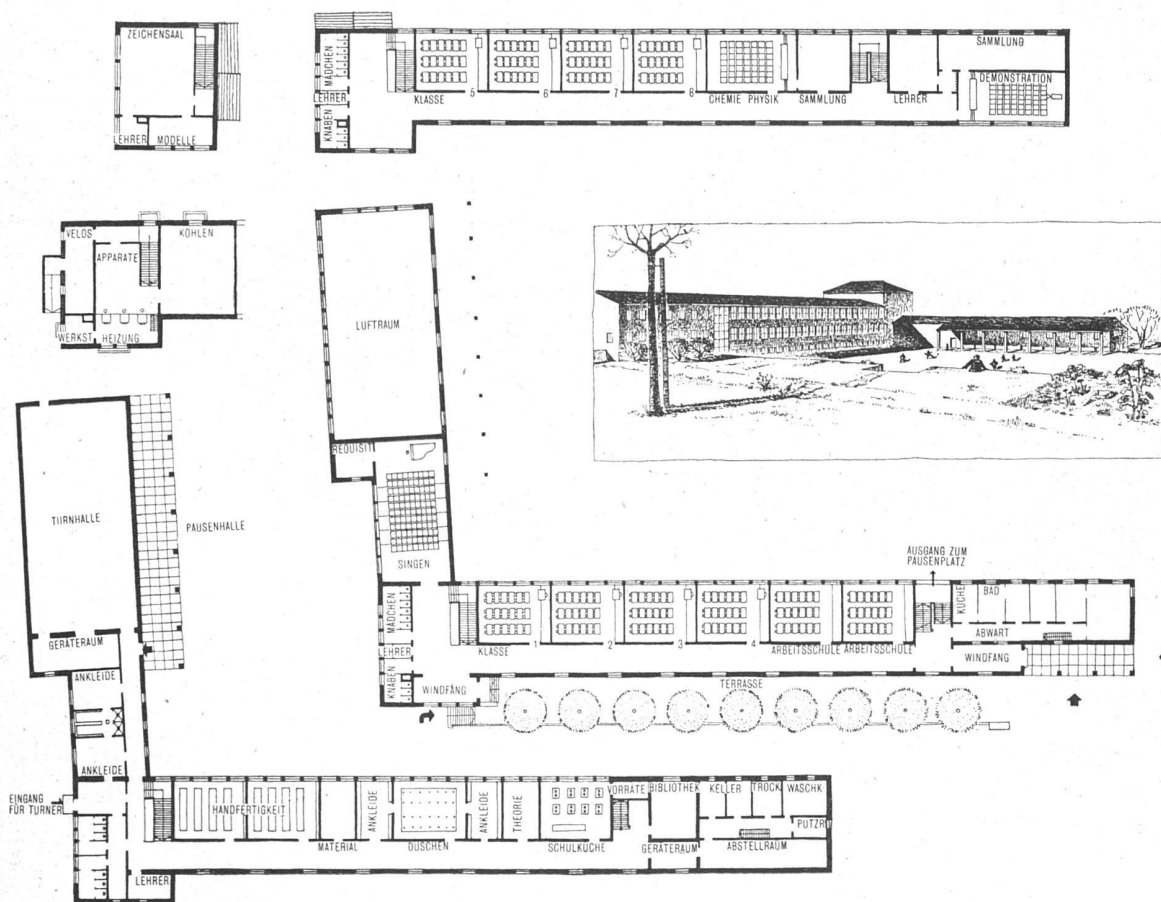 ZEICHENSAAL
LEHRER
MODELLE
MÄDCHEN
LEHRER
KNABEN
KLASSE
5
6
7
8
CHEMIE PHYSIK
SAMMLUNG
LEHRER
SAMMLUNG
DEMONSTRATION
VELOS
APPARATE
KOHLEN
WERKST
HEIZUNG
LUFTRAUM
REQUISIT
SINGEN
MÄDCHEN
LEHRER
KNABEN
WINDFANG
KLASSE
1
2
3
4
ARBEITSSCHULE
ARBEITSSCHULE
AUSGANG ZUM
PAUSENPLATZ
KÜCHE
BAD
ABWART
WINDFANG
TERRASSE
TURNHALLE
PAUSENHALLE
GERÄTERAUM
ANKLEIDE
ANKLEIDE
EINGANG
FÜR TURNER
HANDFERTIGKEIT
MATERIAL
ANKLEIDE
DUSCHEN
ANKLEIDE
THEORIE
SCHULKÜCHE
VORRÄTE
BIBLIOTHEK
GERÄTERAUM
KELLER
TROCK
WASCHK
PUTZR
ABSTELLRAUM
LEHRER